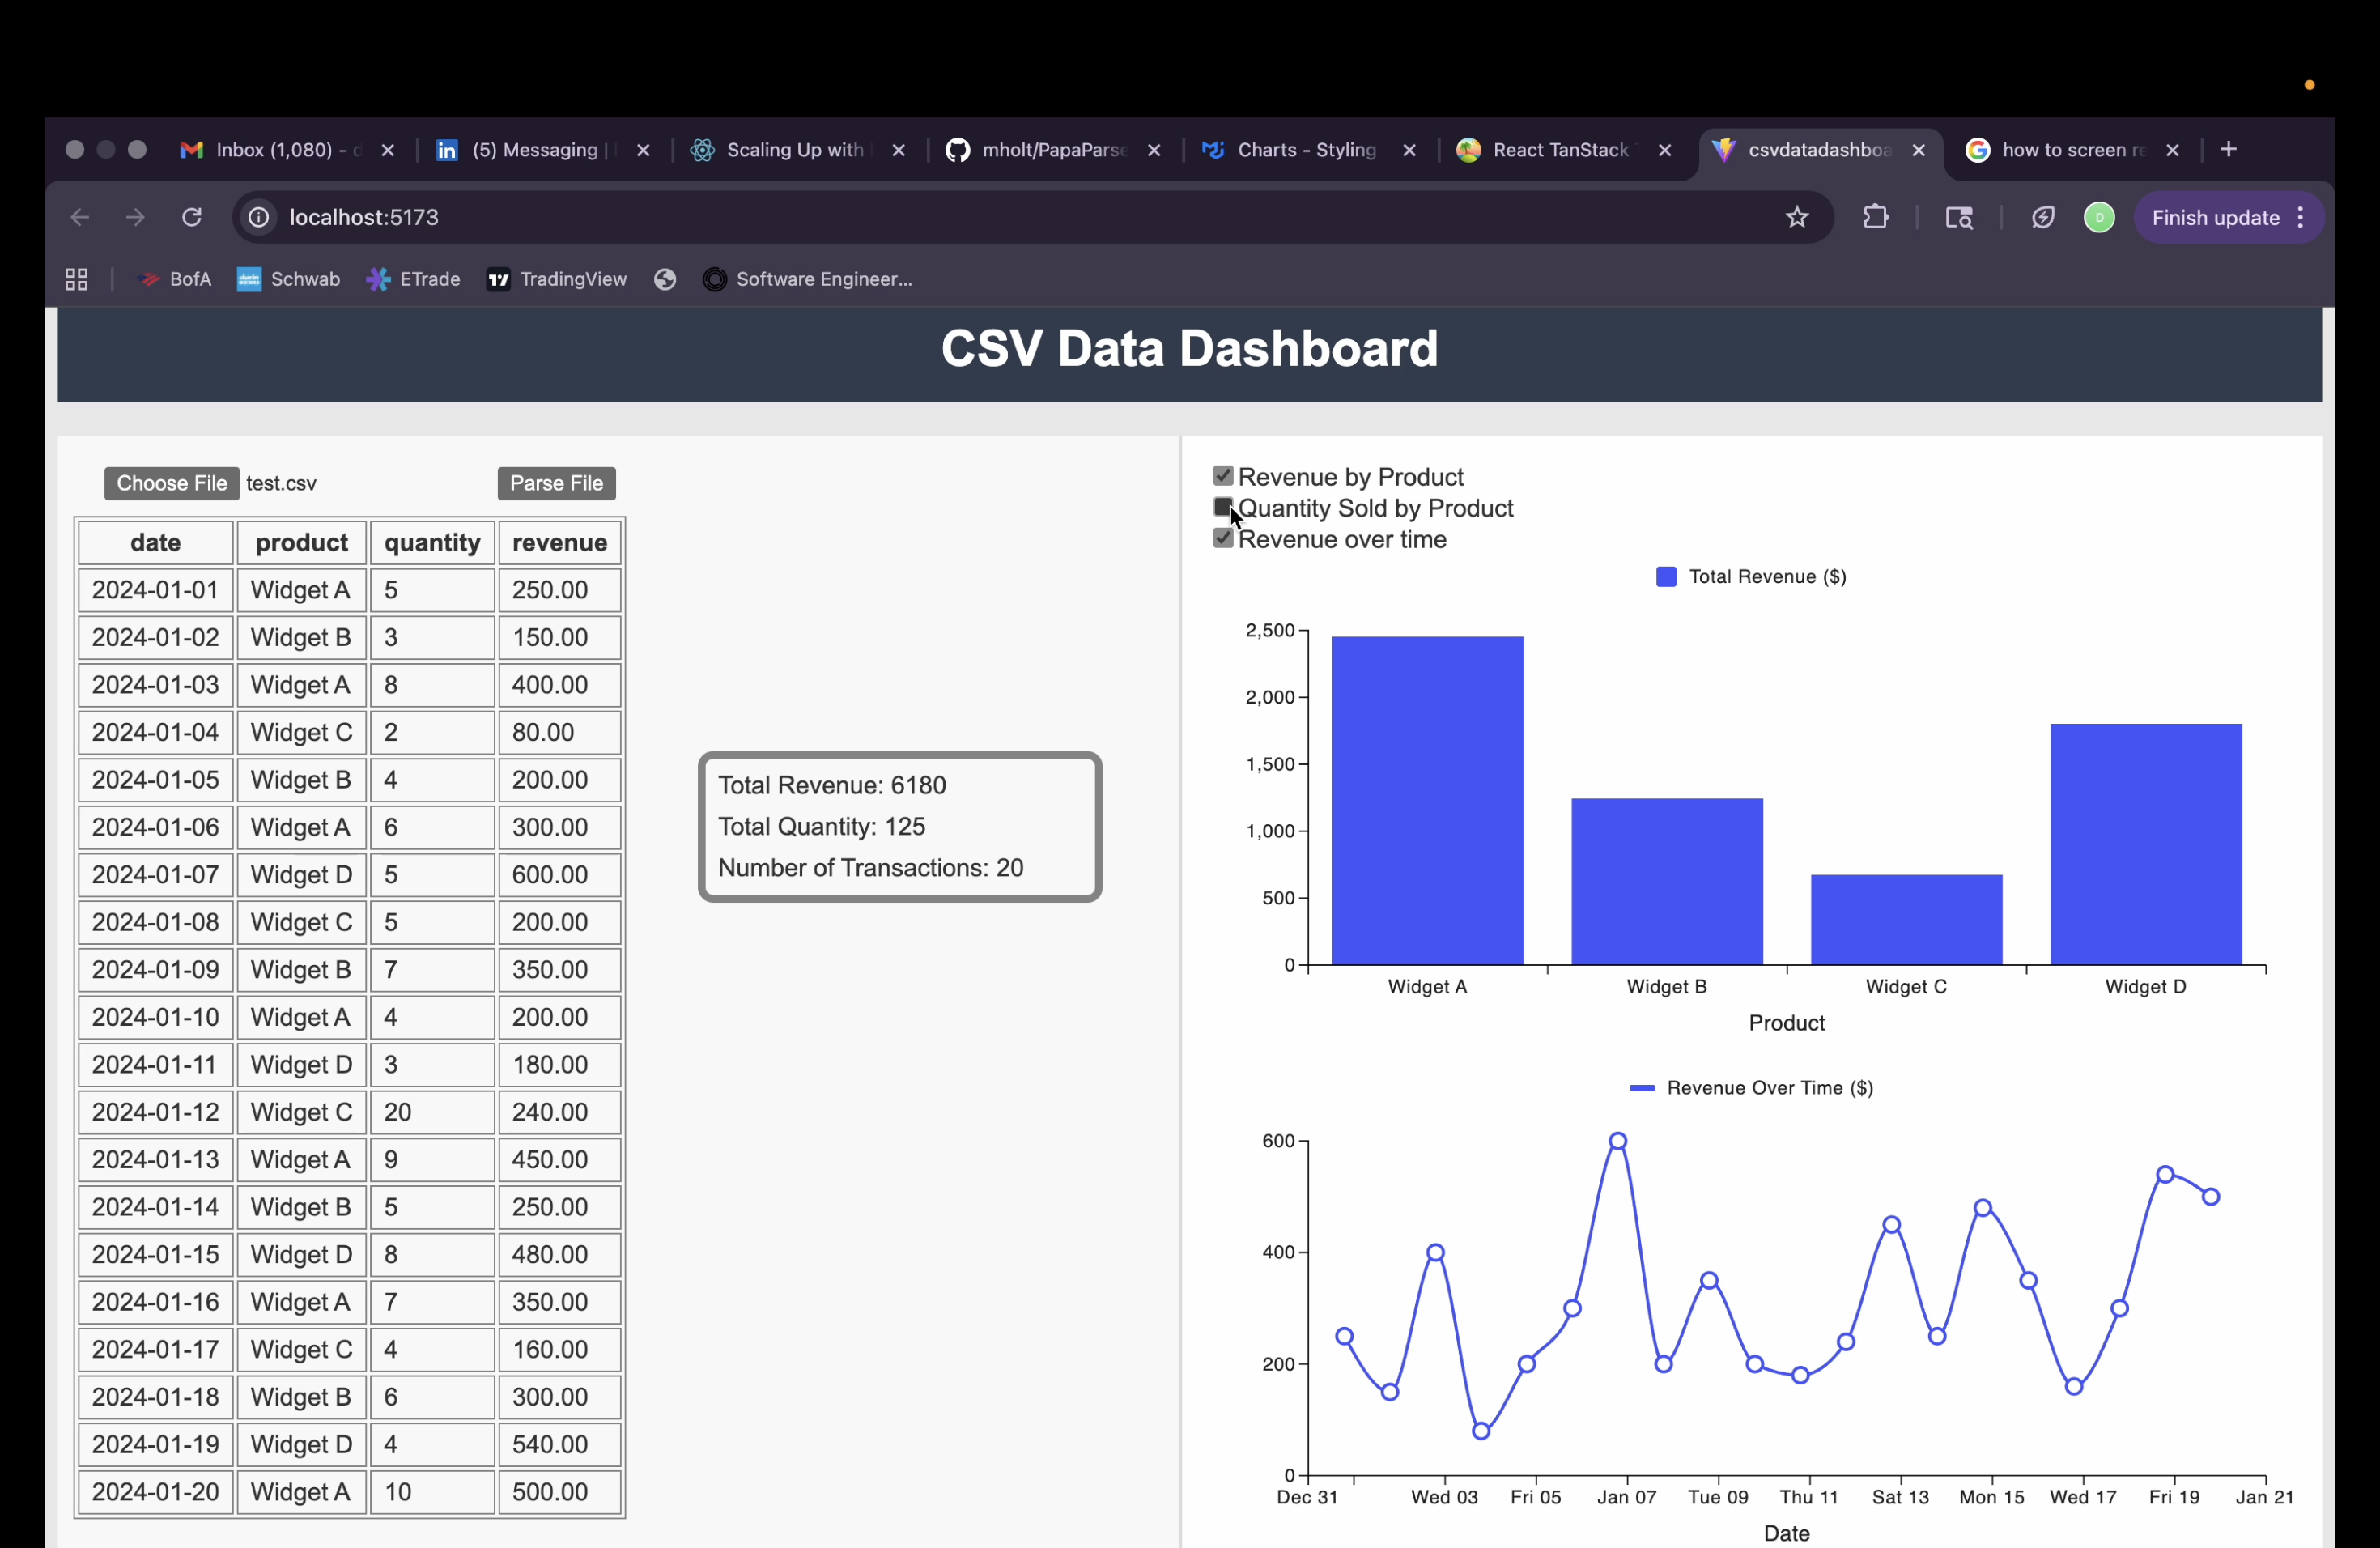 Inbox (1,080) - (5) Messaging | Scaling Up with mholt/PapaParse Charts - Styling React TanStack csvdatadashboa how to screen re
localhost:5173 D Finish update
BofA Schwab ETrade TradingView Software Engineer...
CSV Data Dashboard
Choose File test.csv Parse File
date product quantity revenue
2024-01-01 Widget A 5 250.00
2024-01-02 Widget B 3 150.00
2024-01-03 Widget A 8 400.00
2024-01-04 Widget C 2 80.00
2024-01-05 Widget B 4 200.00
2024-01-06 Widget A 6 300.00
2024-01-07 Widget D 5 600.00
2024-01-08 Widget C 5 200.00
2024-01-09 Widget B 7 350.00
2024-01-10 Widget A 4 200.00
2024-01-11 Widget D 3 180.00
2024-01-12 Widget C 20 240.00
2024-01-13 Widget A 9 450.00
2024-01-14 Widget B 5 250.00
2024-01-15 Widget D 8 480.00
2024-01-16 Widget A 7 350.00
2024-01-17 Widget C 4 160.00
2024-01-18 Widget B 6 300.00
2024-01-19 Widget D 4 540.00
2024-01-20 Widget A 10 500.00
Total Revenue: 6180
Total Quantity: 125
Number of Transactions: 20
Revenue by Product
Quantity Sold by Product
Revenue over time
Total Revenue ($)
2,500
2,000
1,500
1,000
500
0
Widget A Widget B Widget C Widget D
Product
Revenue Over Time ($)
600
400
200
0
Dec 31 Wed 03 Fri 05 Jan 07 Tue 09 Thu 11 Sat 13 Mon 15 Wed 17 Fri 19 Jan 21
Date